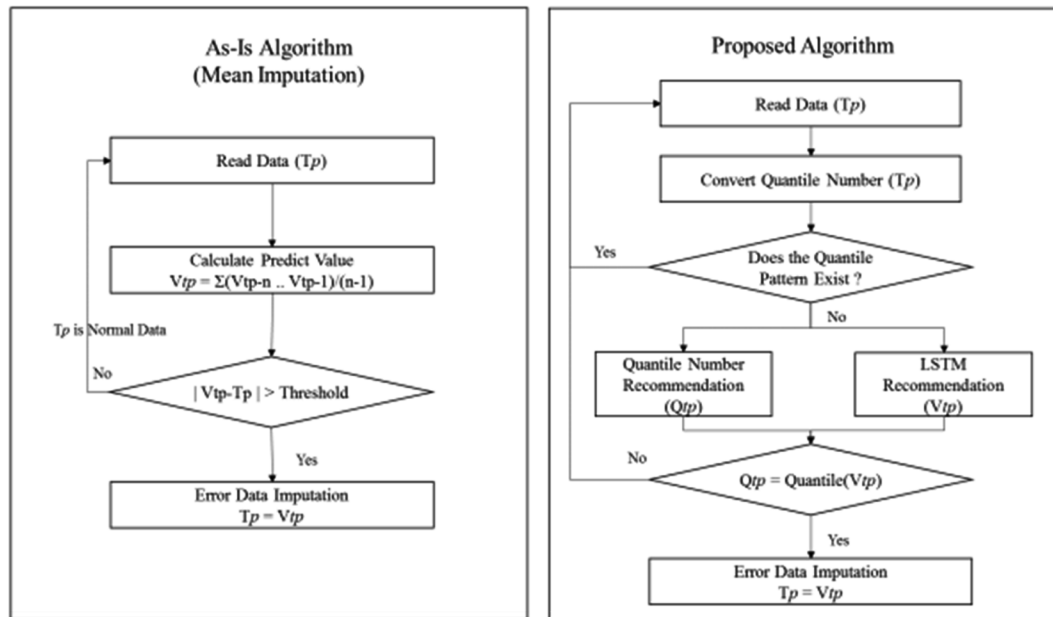 As-Is Algorithm
(Mean Imputation)
Read Data (Tp)
Calculate Predict Value
Vtp = Σ(Vtp-n .. Vtp-1)/(n-1)
Tp is Normal Data
No
| Vtp-Tp | > Threshold
Yes
Error Data Imputation
Tp = Vtp
Proposed Algorithm
Read Data (Tp)
Convert Quantile Number (Tp)
Yes
Does the Quantile
Pattern Exist ?
No
Quantile Number
Recommendation
(Qtp)
LSTM
Recommendation
(Vtp)
No
Qtp = Quantile(Vtp)
Yes
Error Data Imputation
Tp = Vtp